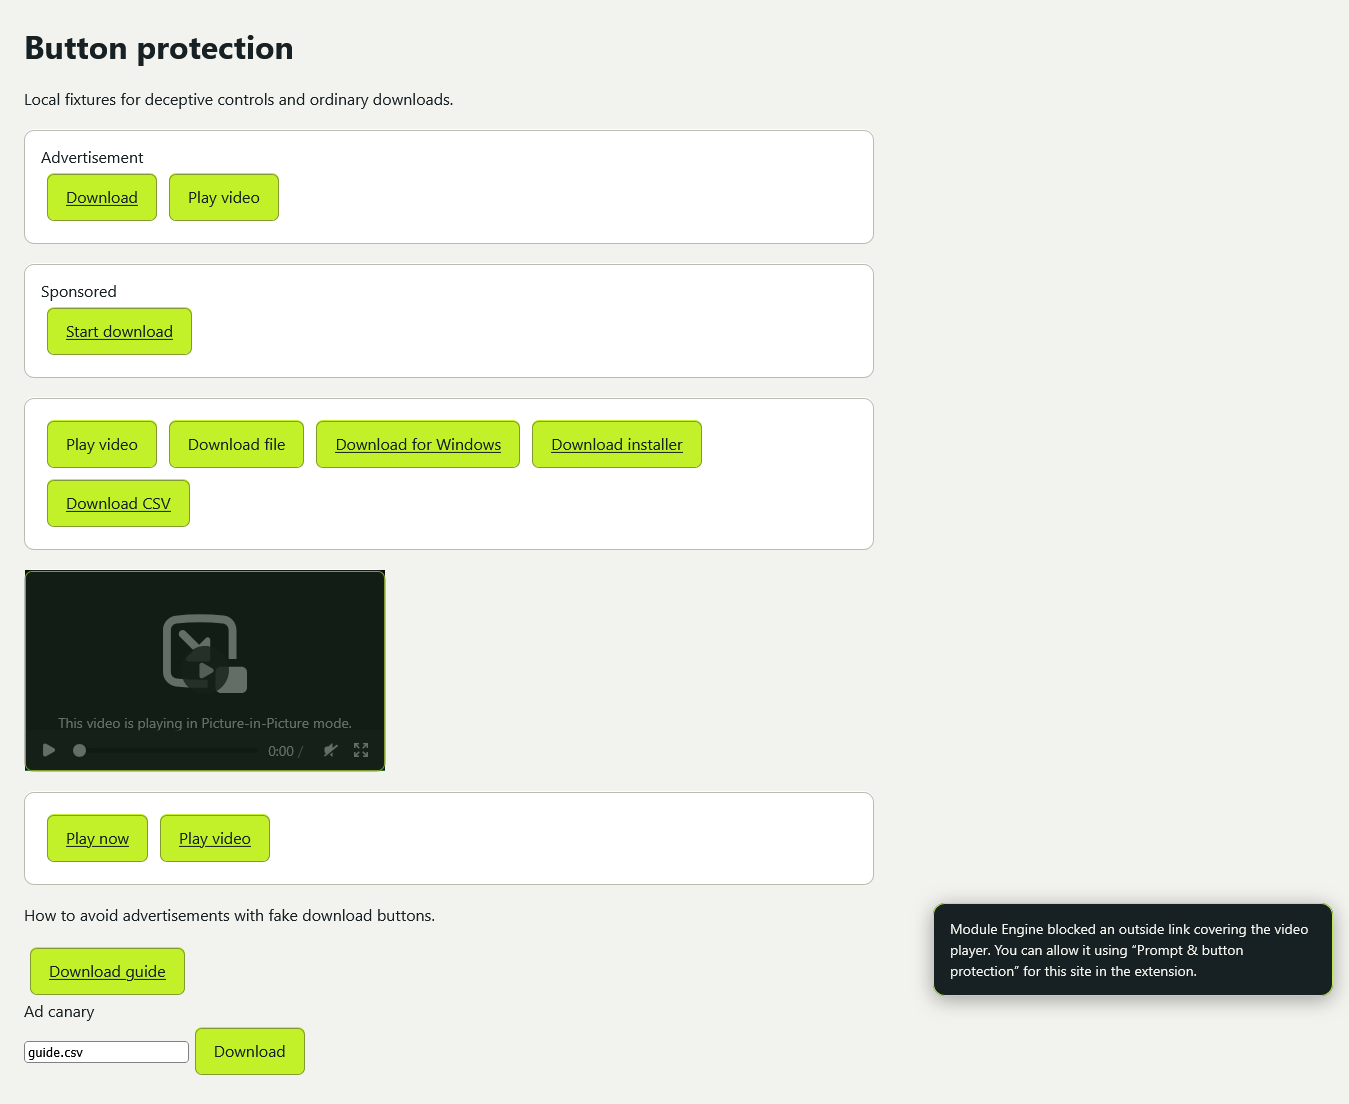 Button protection
Local fixtures for deceptive controls and ordinary downloads.
Advertisement
Download Play video
Sponsored
Start download
Play video Download file Download for Windows Download installer
Download CSV
This video is playing in Picture-in-Picture mode.
0:00 /
Play now Play video
How to avoid advertisements with fake download buttons.
Module Engine blocked an outside link covering the video
player. You can allow it using “Prompt & button
protection” for this site in the extension.
Download guide
Ad canary
guide.csv Download